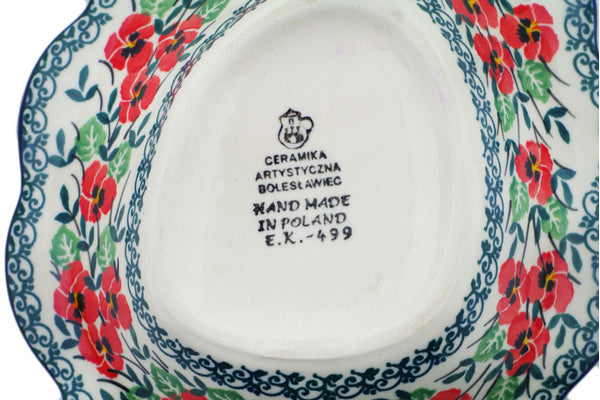 CERAMIKA
ARTYSTYCZNA
BOLESŁAWIEC
HAND MADE
IN POLAND
E.K.-499